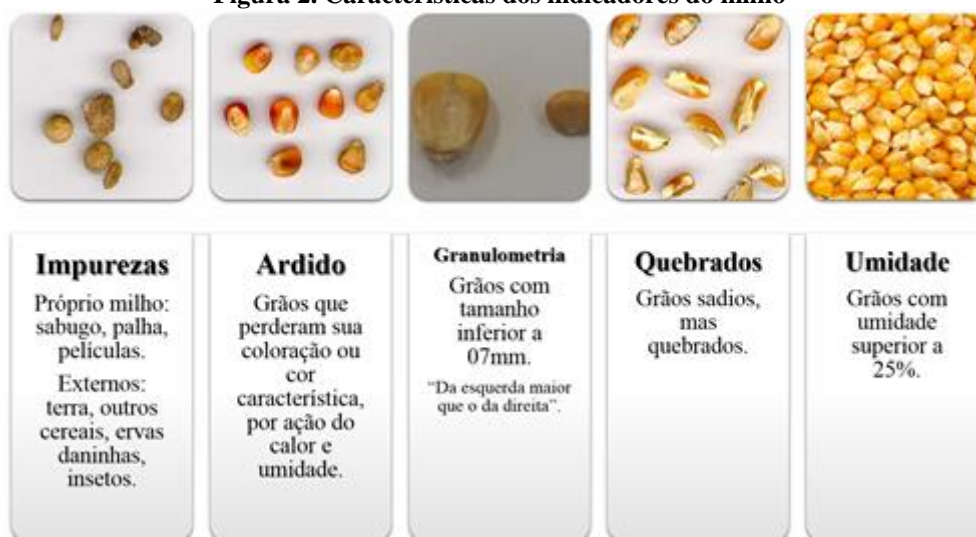 Figura 2. Características dos indicadores do milho
Impurezas
Próprio milho:
sabugo, palha,
películas.
Externos:
terra, outros
cereais, ervas
daninhas,
insetos.
Ardido
Grãos que
perderam sua
coloração ou
cor
característica,
por ação do
calor e
umidade.
Granulometria
Grãos com
tamanho
inferior a
07mm.
"Da esquerda maior
que o da direita".
Quebrados
Grãos sadios,
mas
quebrados.
Umidade
Grãos com
umidade
superior a
25%.